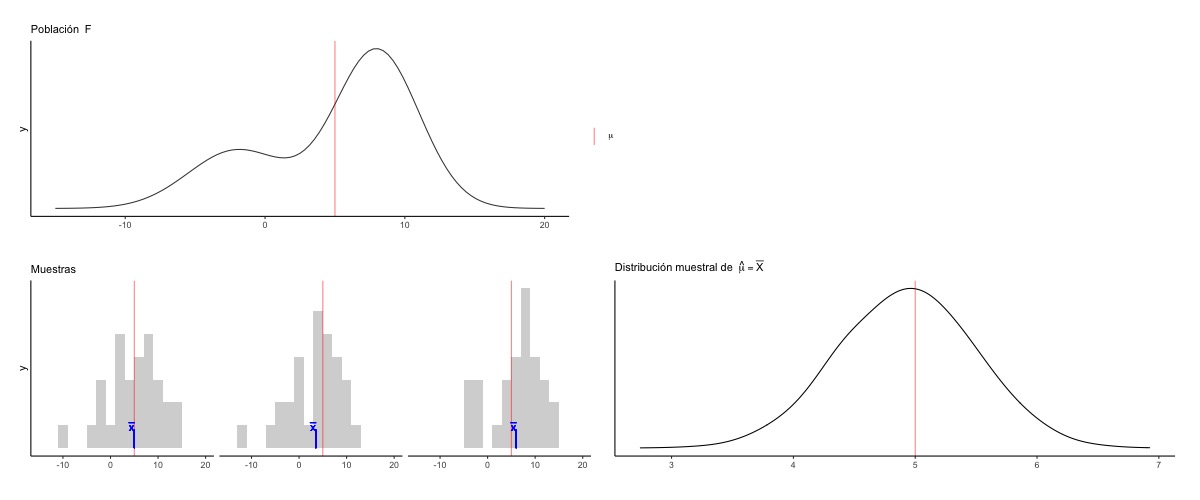 Población F
y
-10 0 10 20
μ
Muestras
y
x̅ x̅ x̅
-10 0 10 20 -10 0 10 20 -10 0 10 20
Distribución muestral de μ̂ = X̅
3 4 5 6 7